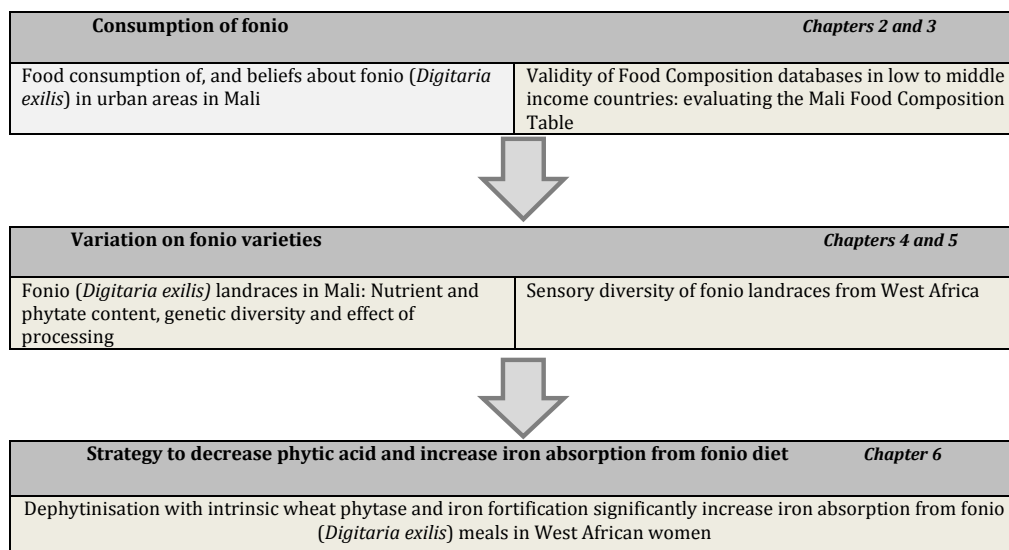 Consumption of fonio Chapters 2 and 3
Food consumption of, and beliefs about fonio (Digitaria
exilis) in urban areas in Mali
Validity of Food Composition databases in low to middle
income countries: evaluating the Mali Food Composition
Table
Variation on fonio varieties Chapters 4 and 5
Fonio (Digitaria exilis) landraces in Mali: Nutrient and
phytate content, genetic diversity and effect of
processing
Sensory diversity of fonio landraces from West Africa
Strategy to decrease phytic acid and increase iron absorption from fonio diet Chapter 6
Dephytinisation with intrinsic wheat phytase and iron fortification significantly increase iron absorption from fonio
(Digitaria exilis) meals in West African women